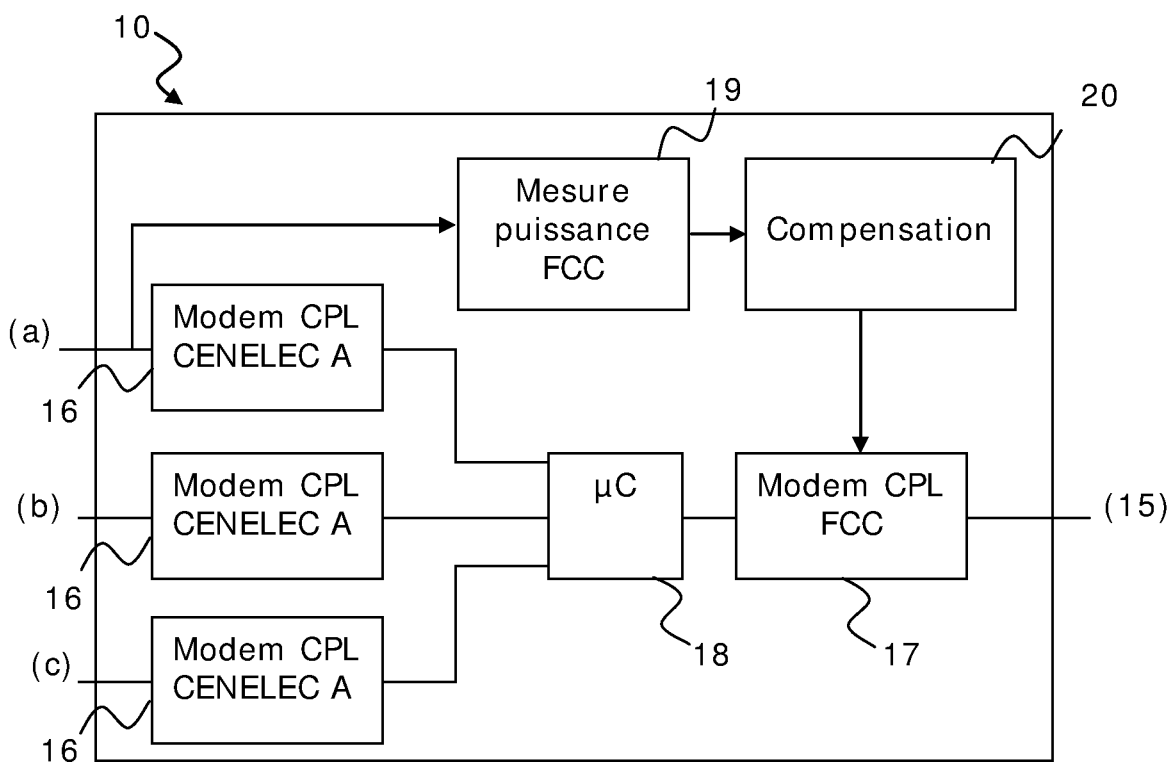 10
19
20
Mesure
puissance
FCC
Compensation
(a)
Modem CPL
CENELEC A
16
(b)
Modem CPL
CENELEC A
16
µC
Modem CPL
FCC
(15)
(c)
Modem CPL
CENELEC A
16
18
17